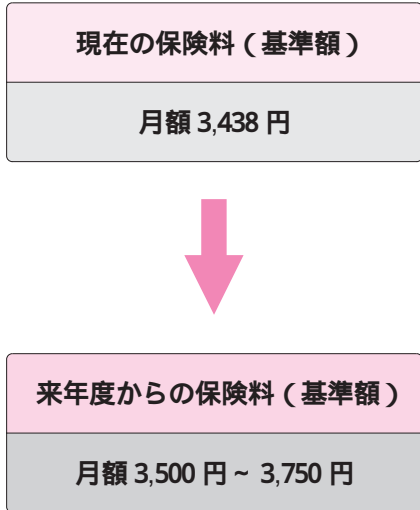 現在の保険料（基準額）
月額 3,438 円
来年度からの保険料（基準額）
月額 3,500 円～ 3,750 円